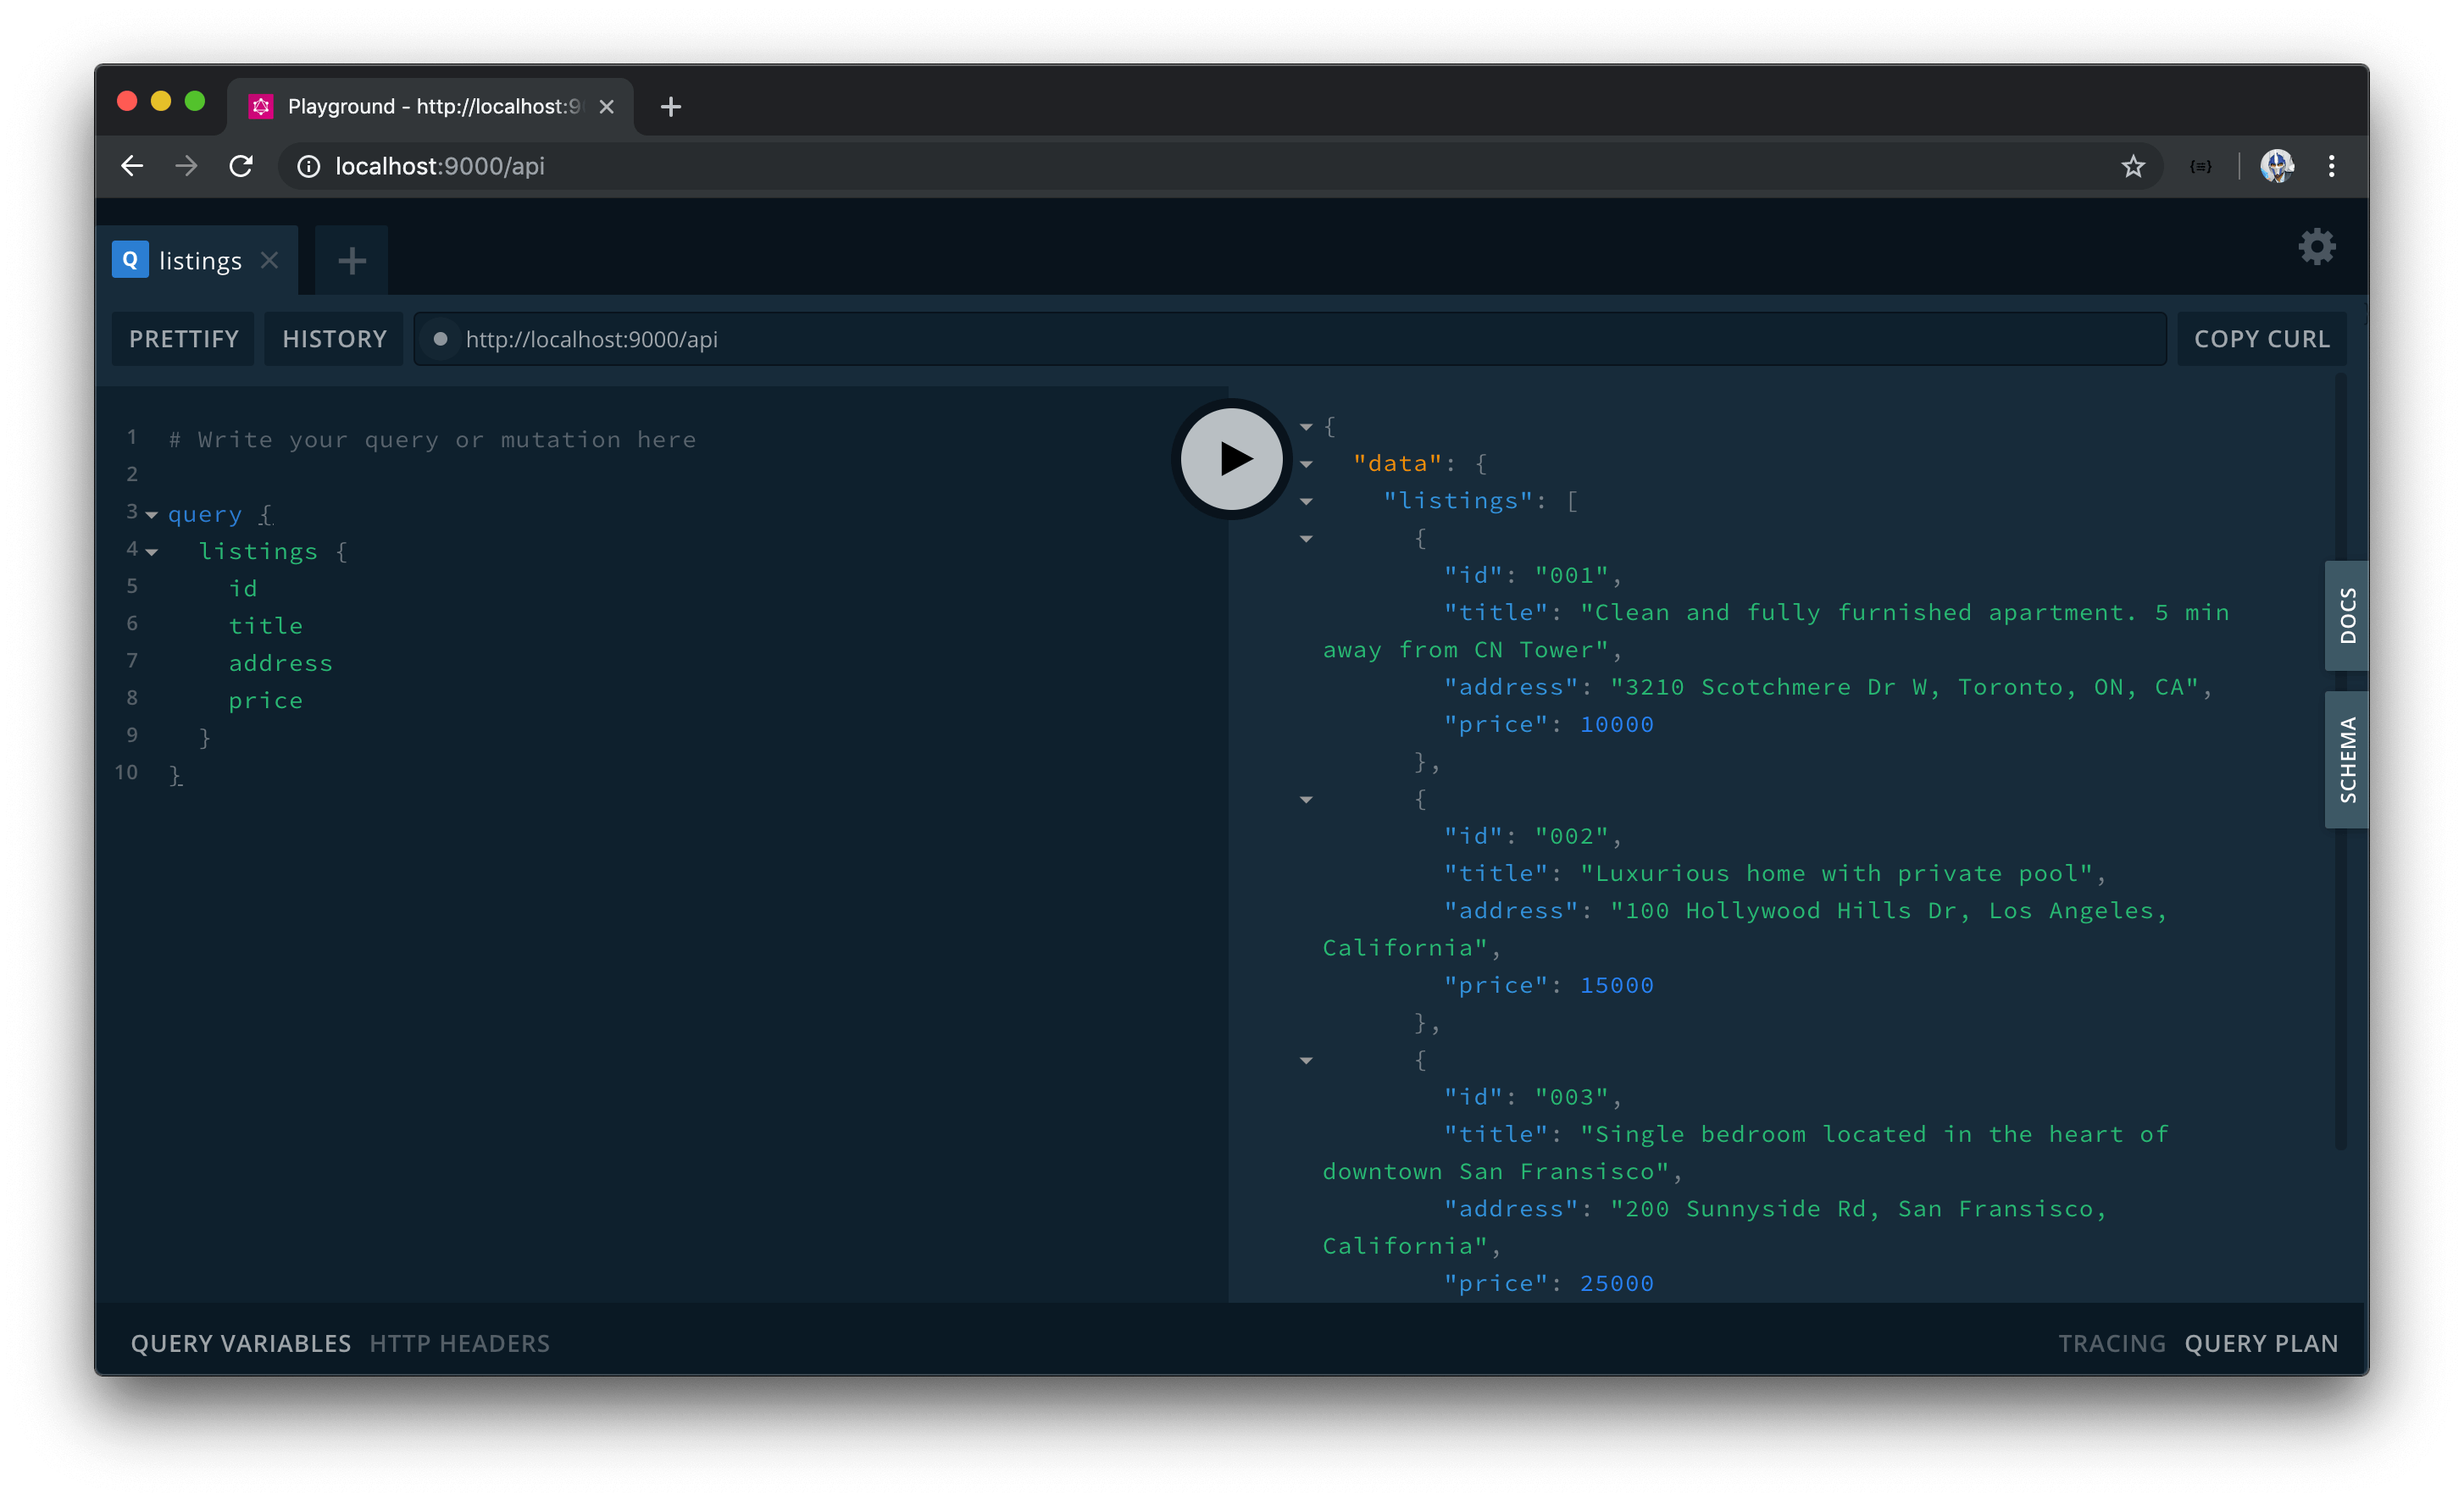 Playground - http://localhost:9
localhost:9000/api
Q listings
PRETTIFY HISTORY http://localhost:9000/api COPY CURL
1 # Write your query or mutation here
2
3 query {
4 listings {
5 id
6 title
7 address
8 price
9 }
10 }
{
"data": {
"listings": [
{
"id": "001",
"title": "Clean and fully furnished apartment. 5 min
away from CN Tower",
"address": "3210 Scotchmere Dr W, Toronto, ON, CA",
"price": 10000
},
{
"id": "002",
"title": "Luxurious home with private pool",
"address": "100 Hollywood Hills Dr, Los Angeles,
California",
"price": 15000
},
{
"id": "003",
"title": "Single bedroom located in the heart of
downtown San Fransisco",
"address": "200 Sunnyside Rd, San Fransisco,
California",
"price": 25000
DOCS
SCHEMA
QUERY VARIABLES HTTP HEADERS
TRACING QUERY PLAN